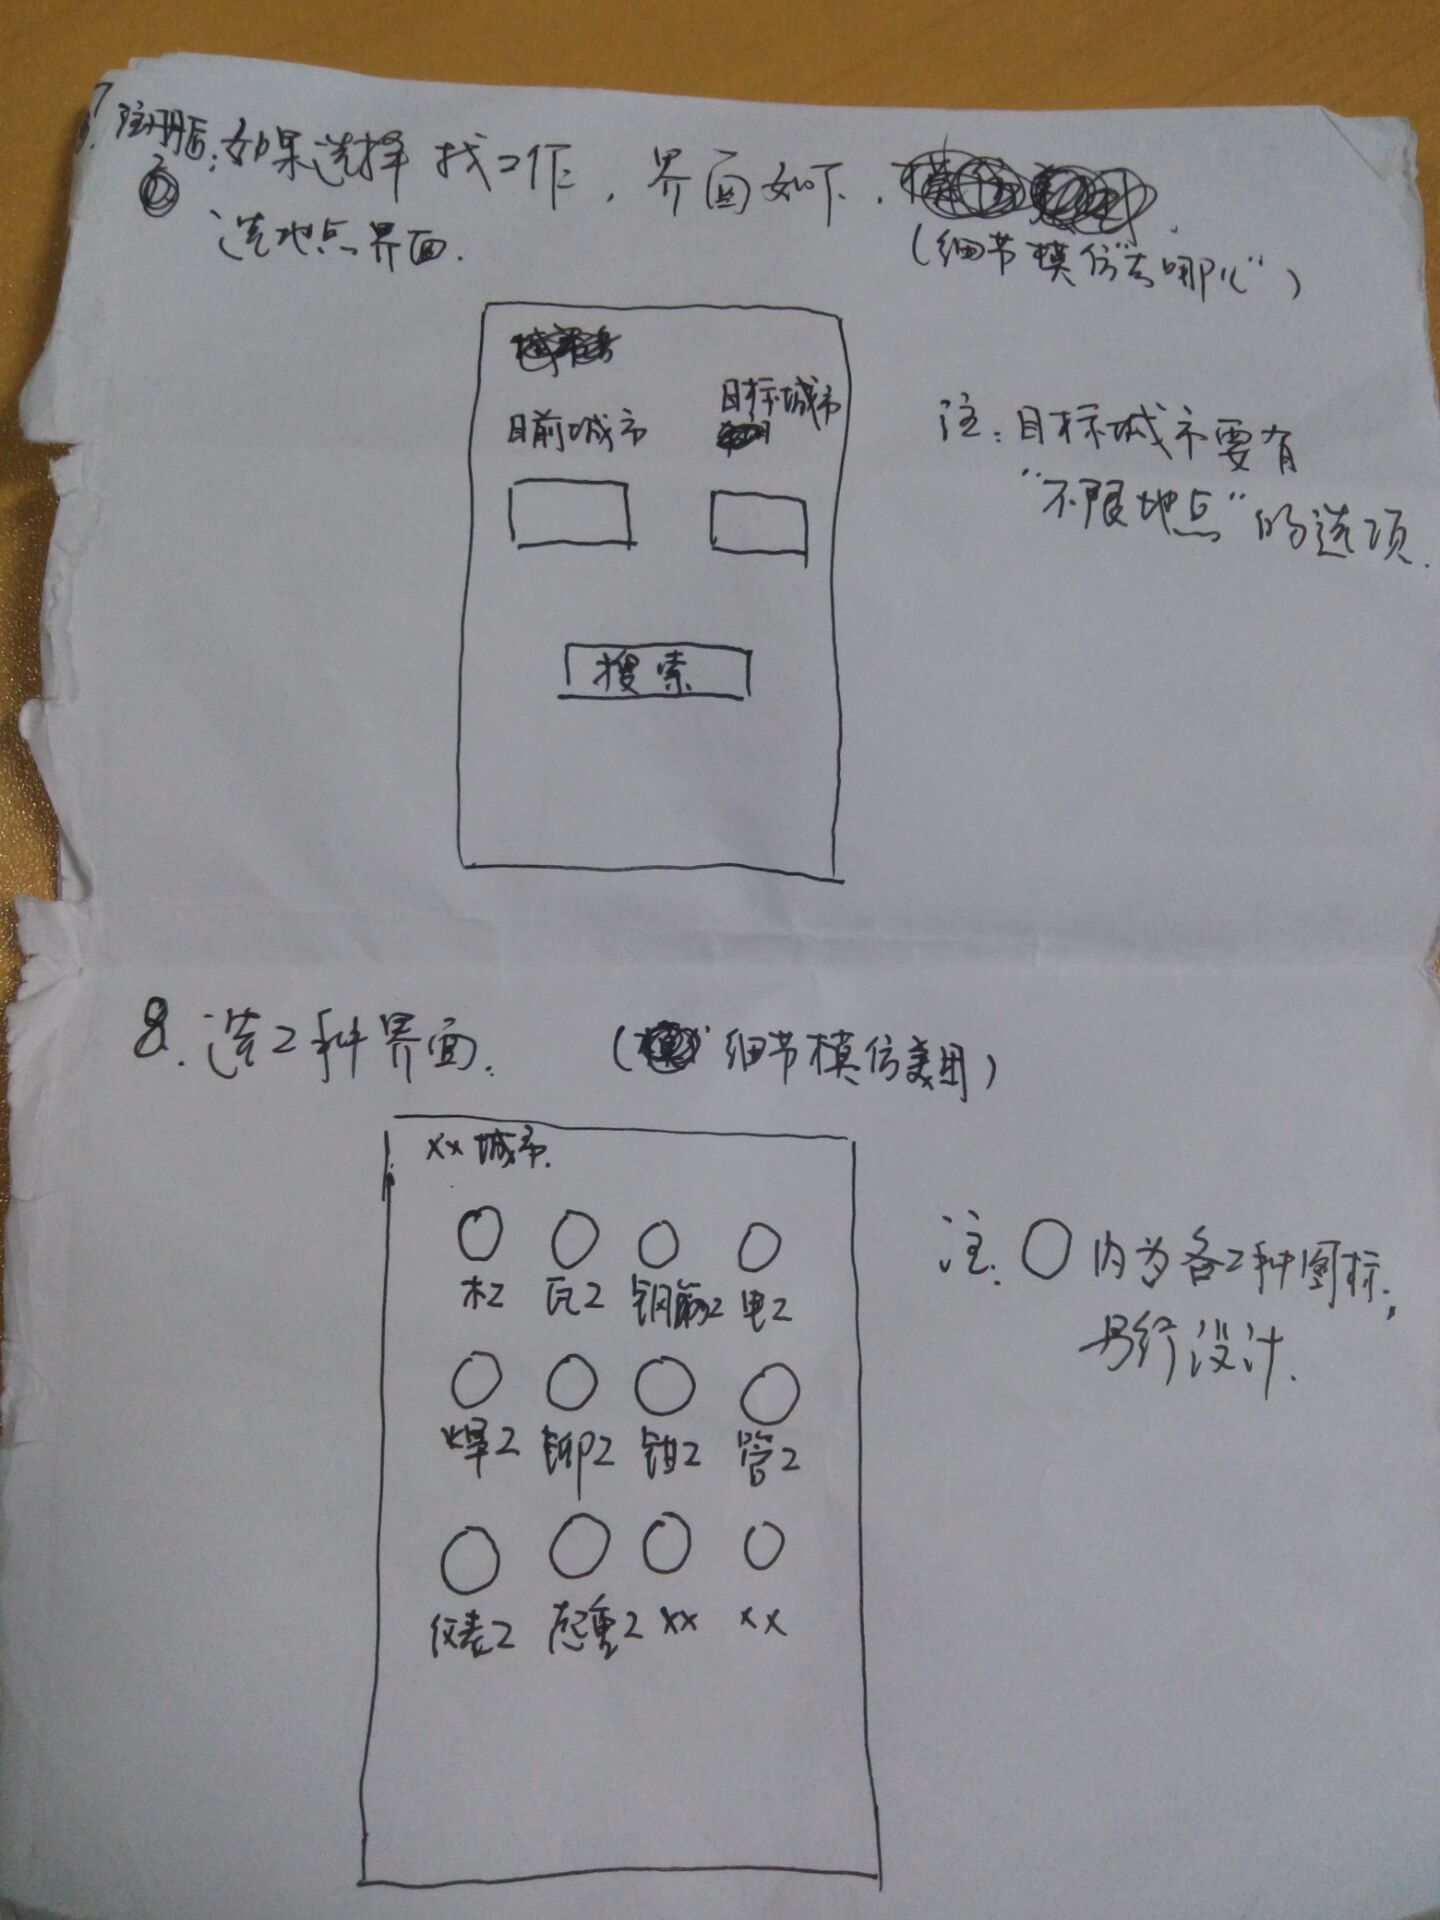 7. 注册后:如果选择找工作,界面如下.
选地点界面.
(细节模仿"去哪儿")
目前城市 目标城市
搜索
注:目标城市要有
"不限地点"的选项.
8.选工种界面. (细节模仿美团)
xx城市.
木工 瓦工 钢筋工 电工
焊工 铆工 钳工 管工
仪表工 起重工 xx xx
注:○内为各工种图标,
另行设计.